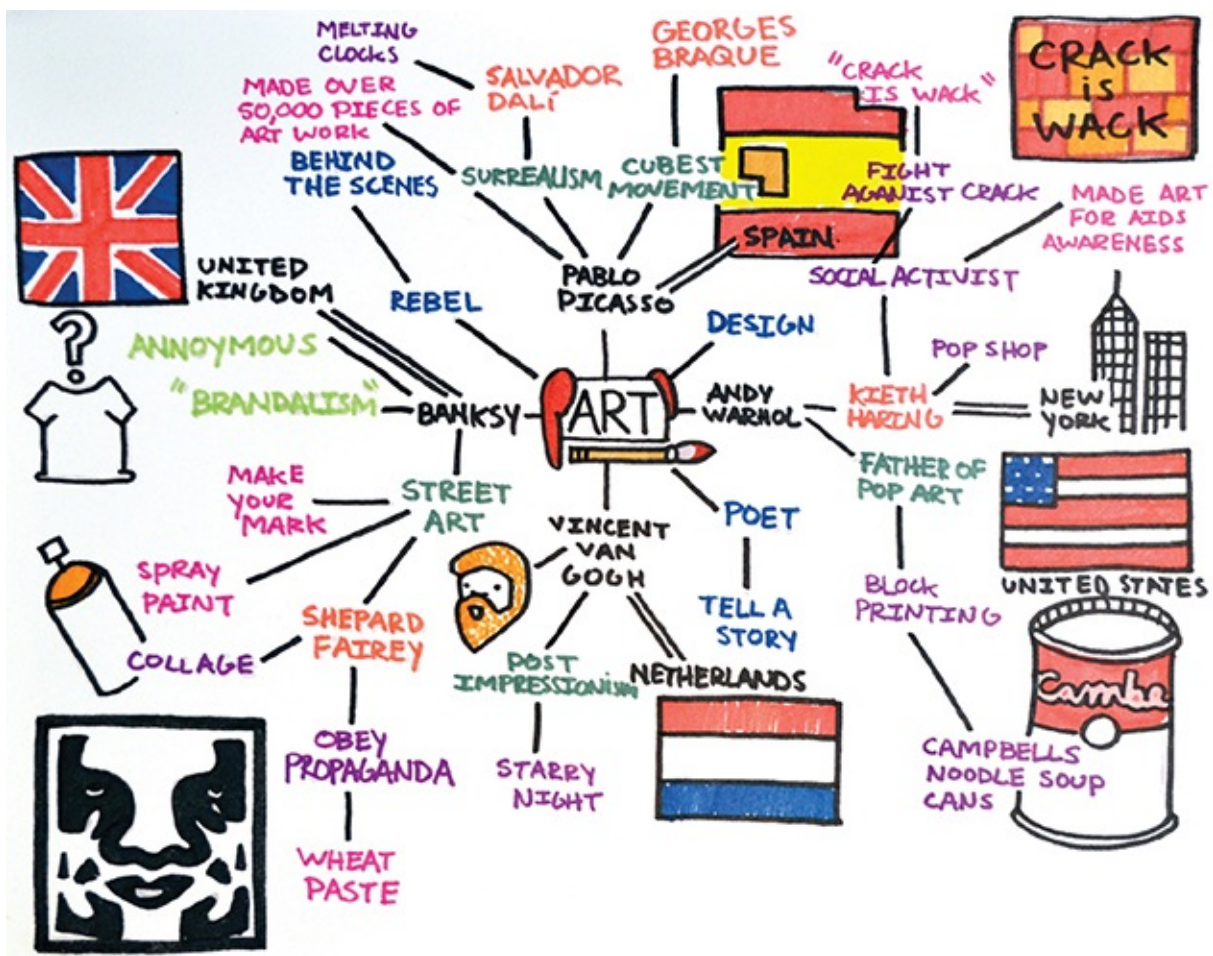 MELTING
CLOCKS
SALVADOR
DALÍ
GEORGES
BRAQUE
"CRACK
IS WACK"
CRACK
is
WACK
MADE OVER
50,000 PIECES OF
ART WORK
BEHIND
THE SCENES
SURREALISM
CUBEST
MOVEMENT
FIGHT
AGANIST CRACK
MADE ART
FOR AIDS
AWARENESS
SPAIN
UNITED
KINGDOM
REBEL
PABLO
PICASSO
SOCIAL ACTIVIST
DESIGN
?
ANNOYMOUS
POP SHOP
"BRANDALISM"
BANKSY
ART
ANDY
WARHOL
KIETH
HARING
NEW
YORK
MAKE
YOUR
MARK
STREET
ART
FATHER OF
POP ART
VINCENT
VAN
GOGH
POET
SPRAY
PAINT
BLOCK
PRINTING
UNITED STATES
SHEPARD
FAIREY
TELL A
STORY
COLLAGE
POST
IMPRESSIONISM
NETHERLANDS
Cambe
OBEY
PROPAGANDA
STARRY
NIGHT
CAMPBELLS
NOODLE SOUP
CANS
WHEAT
PASTE